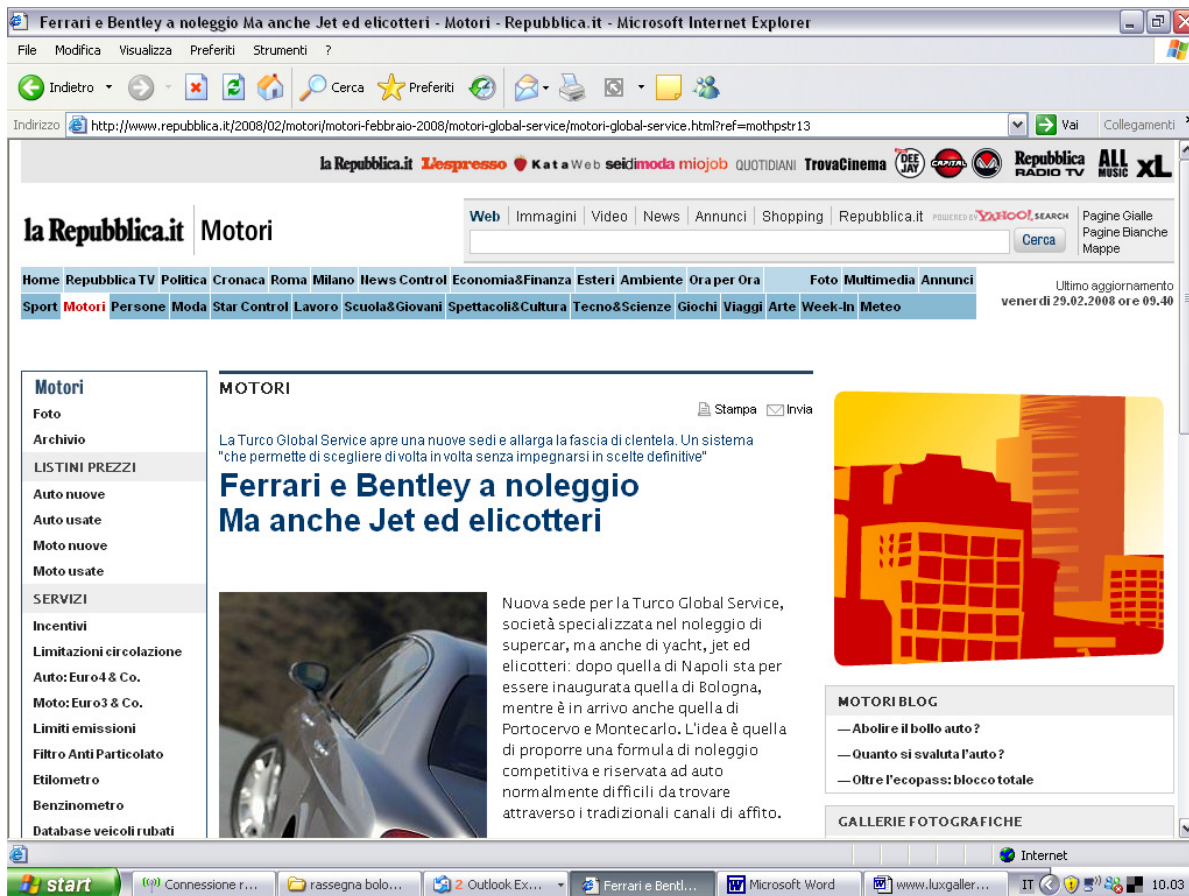 Ferrari e Bentley a noleggio Ma anche Jet ed elicotteri - Motori - Repubblica.it - Microsoft Internet Explorer
File Modifica Visualizza Preferiti Strumenti ?
Indietro Cerca Preferiti
Indirizzo http://www.repubblica.it/2008/02/motori/motori-febbraio-2008/motori-global-service/motori-global-service.html?ref=mothpstr13 Vai Collegamenti
la Repubblica.it L'espresso KataWeb seidimoda miojob QUOTIDIANI TrovaCinema DEE JAY CAPITAL Repubblica RADIO TV ALL MUSIC XL
la Repubblica.it Motori
Web Immagini Video News Annunci Shopping Repubblica.it POWERED BY YAHOO! SEARCH
Cerca
Pagine Gialle
Pagine Bianche
Mappe
Home Repubblica TV Politica Cronaca Roma Milano News Control Economia&Finanza Esteri Ambiente Ora per Ora Foto Multimedia Annunci
Sport Motori Persone Moda Star Control Lavoro Scuola&Giovani Spettacoli&Cultura Tecno&Scienze Giochi Viaggi Arte Week-In Meteo
Ultimo aggiornamento
venerdì 29.02.2008 ore 09.40
Motori
Foto
Archivio
LISTINI PREZZI
Auto nuove
Auto usate
Moto nuove
Moto usate
SERVIZI
Incentivi
Limitazioni circolazione
Auto: Euro4 & Co.
Moto: Euro3 & Co.
Limiti emissioni
Filtro Anti Particolato
Etilometro
Benzinometro
Database veicoli rubati
MOTORI
Stampa Invia
La Turco Global Service apre una nuove sedi e allarga la fascia di clentela. Un sistema
"che permette di scegliere di volta in volta senza impegnarsi in scelte definitive"
Ferrari e Bentley a noleggio
Ma anche Jet ed elicotteri
Nuova sede per la Turco Global Service,
società specializzata nel noleggio di
supercar, ma anche di yacht, jet ed
elicotteri: dopo quella di Napoli sta per
essere inaugurata quella di Bologna,
mentre è in arrivo anche quella di
Portocervo e Montecarlo. L'idea è quella
di proporre una formula di noleggio
competitiva e riservata ad auto
normalmente difficili da trovare
attraverso i tradizionali canali di affito.
MOTORI BLOG
— Abolire il bollo auto?
— Quanto si svaluta l'auto?
— Oltre l'ecopass: blocco totale
GALLERIE FOTOGRAFICHE
Internet
start Connessione r... rassegna bolo... 2 Outlook Ex... Ferrari e Bentl... Microsoft Word www.luxgaller... IT 10.03